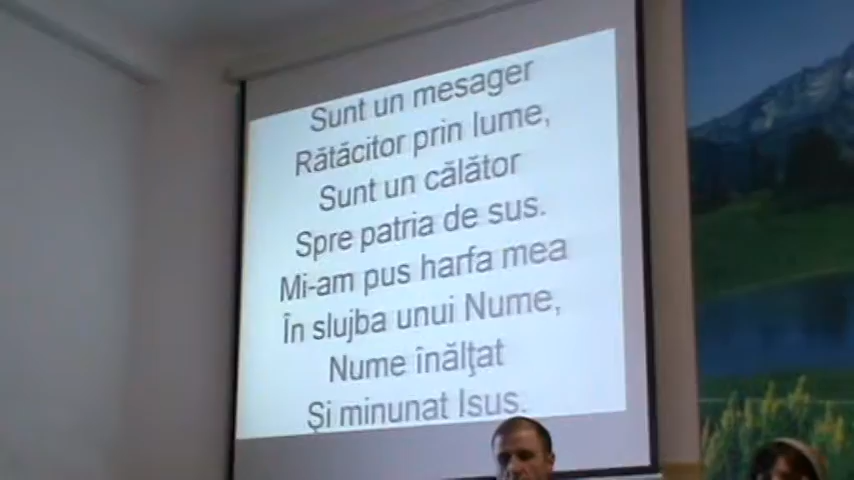 Sunt un mesager
Rătăcitor prin lume,
Sunt un călător
Spre patria de sus.
Mi-am pus harfa mea
În slujba unui Nume,
Nume înălţat
Şi minunat Isus.